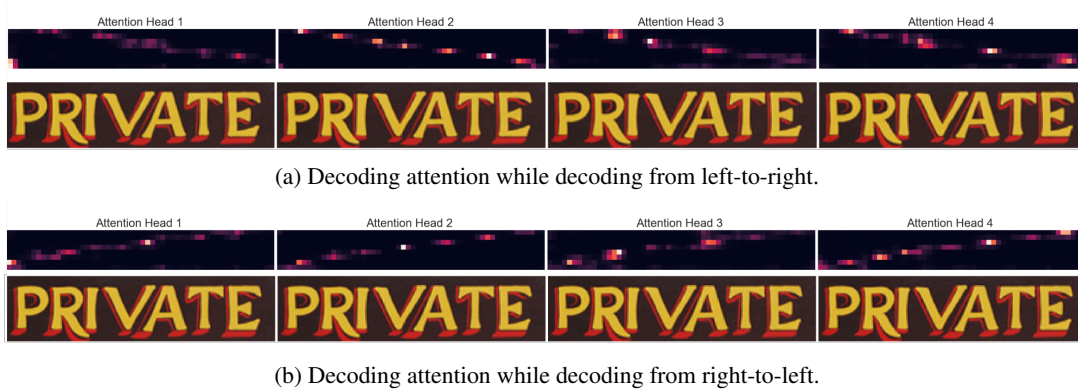 Attention Head 1 Attention Head 2 Attention Head 3 Attention Head 4
PRIVATE PRIVATE PRIVATE PRIVATE
(a) Decoding attention while decoding from left-to-right.
Attention Head 1 Attention Head 2 Attention Head 3 Attention Head 4
PRIVATE PRIVATE PRIVATE PRIVATE
(b) Decoding attention while decoding from right-to-left.